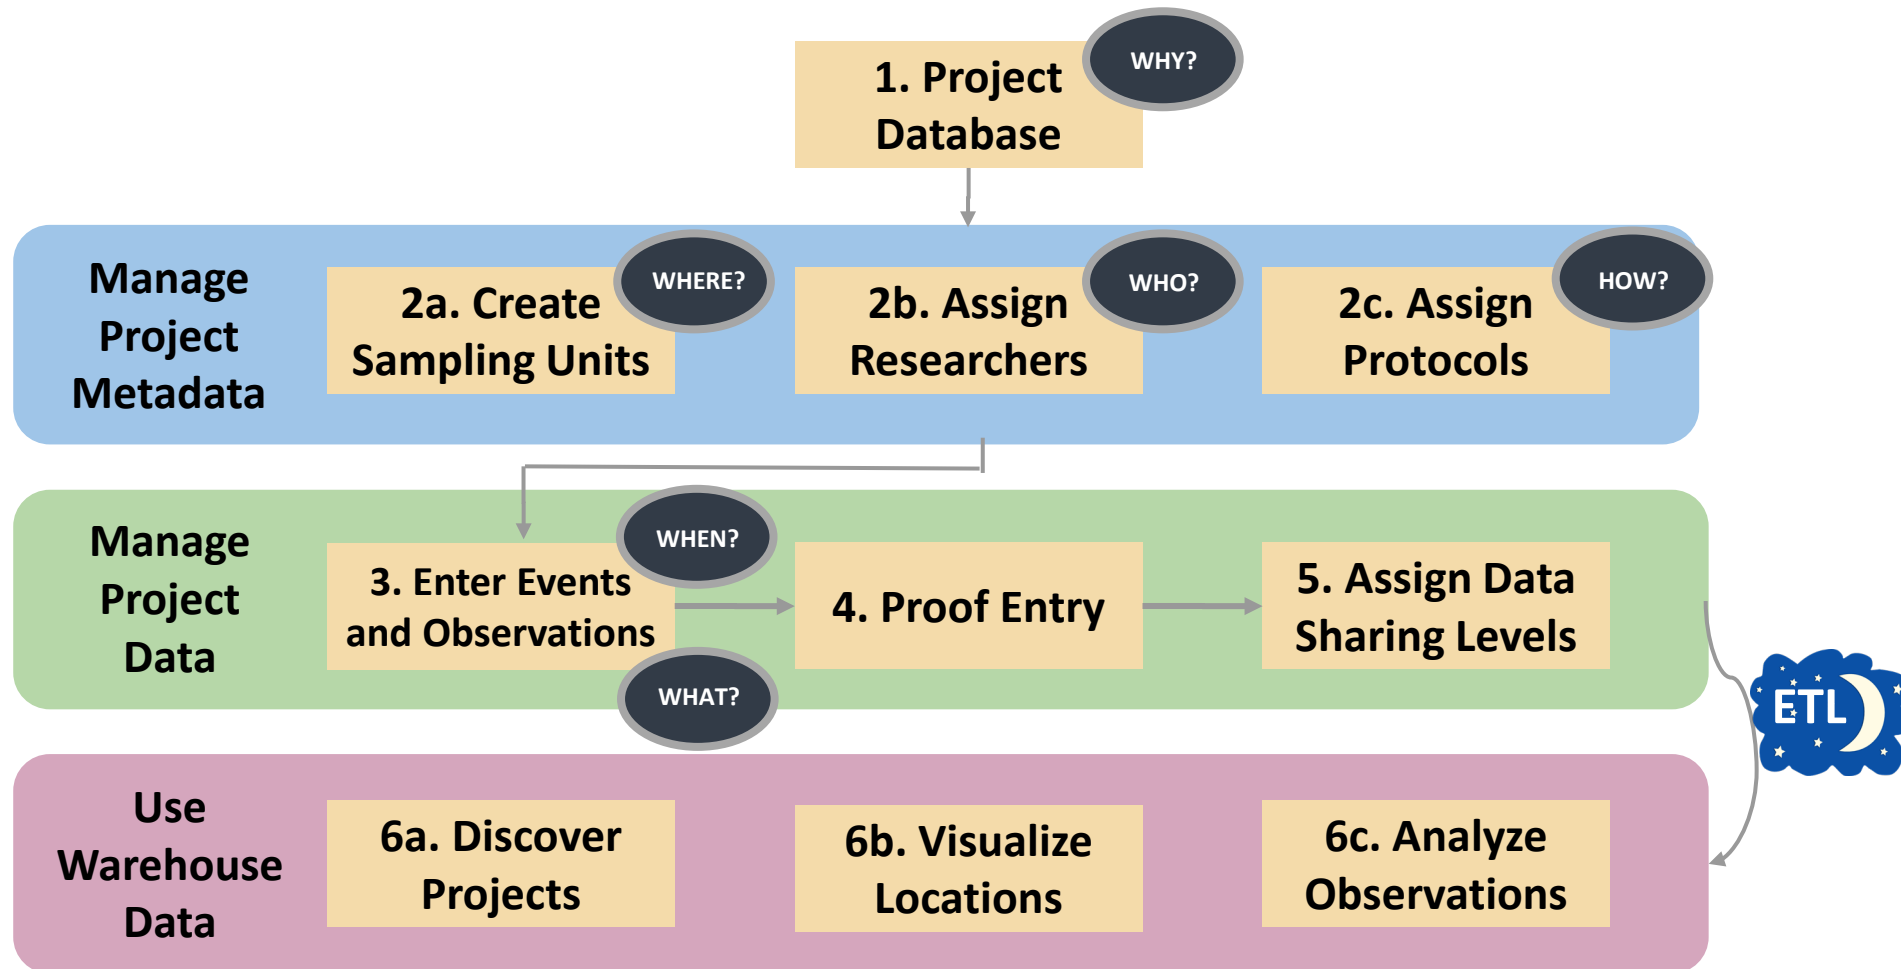 1. Project
Database
WHY?
Manage
Project
Metadata
2a. Create
Sampling Units
WHERE?
2b. Assign
Researchers
WHO?
2c. Assign
Protocols
HOW?
Manage
Project
Data
3. Enter Events
and Observations
WHEN?
WHAT?
4. Proof Entry
5. Assign Data
Sharing Levels
ETL
Use
Warehouse
Data
6a. Discover
Projects
6b. Visualize
Locations
6c. Analyze
Observations